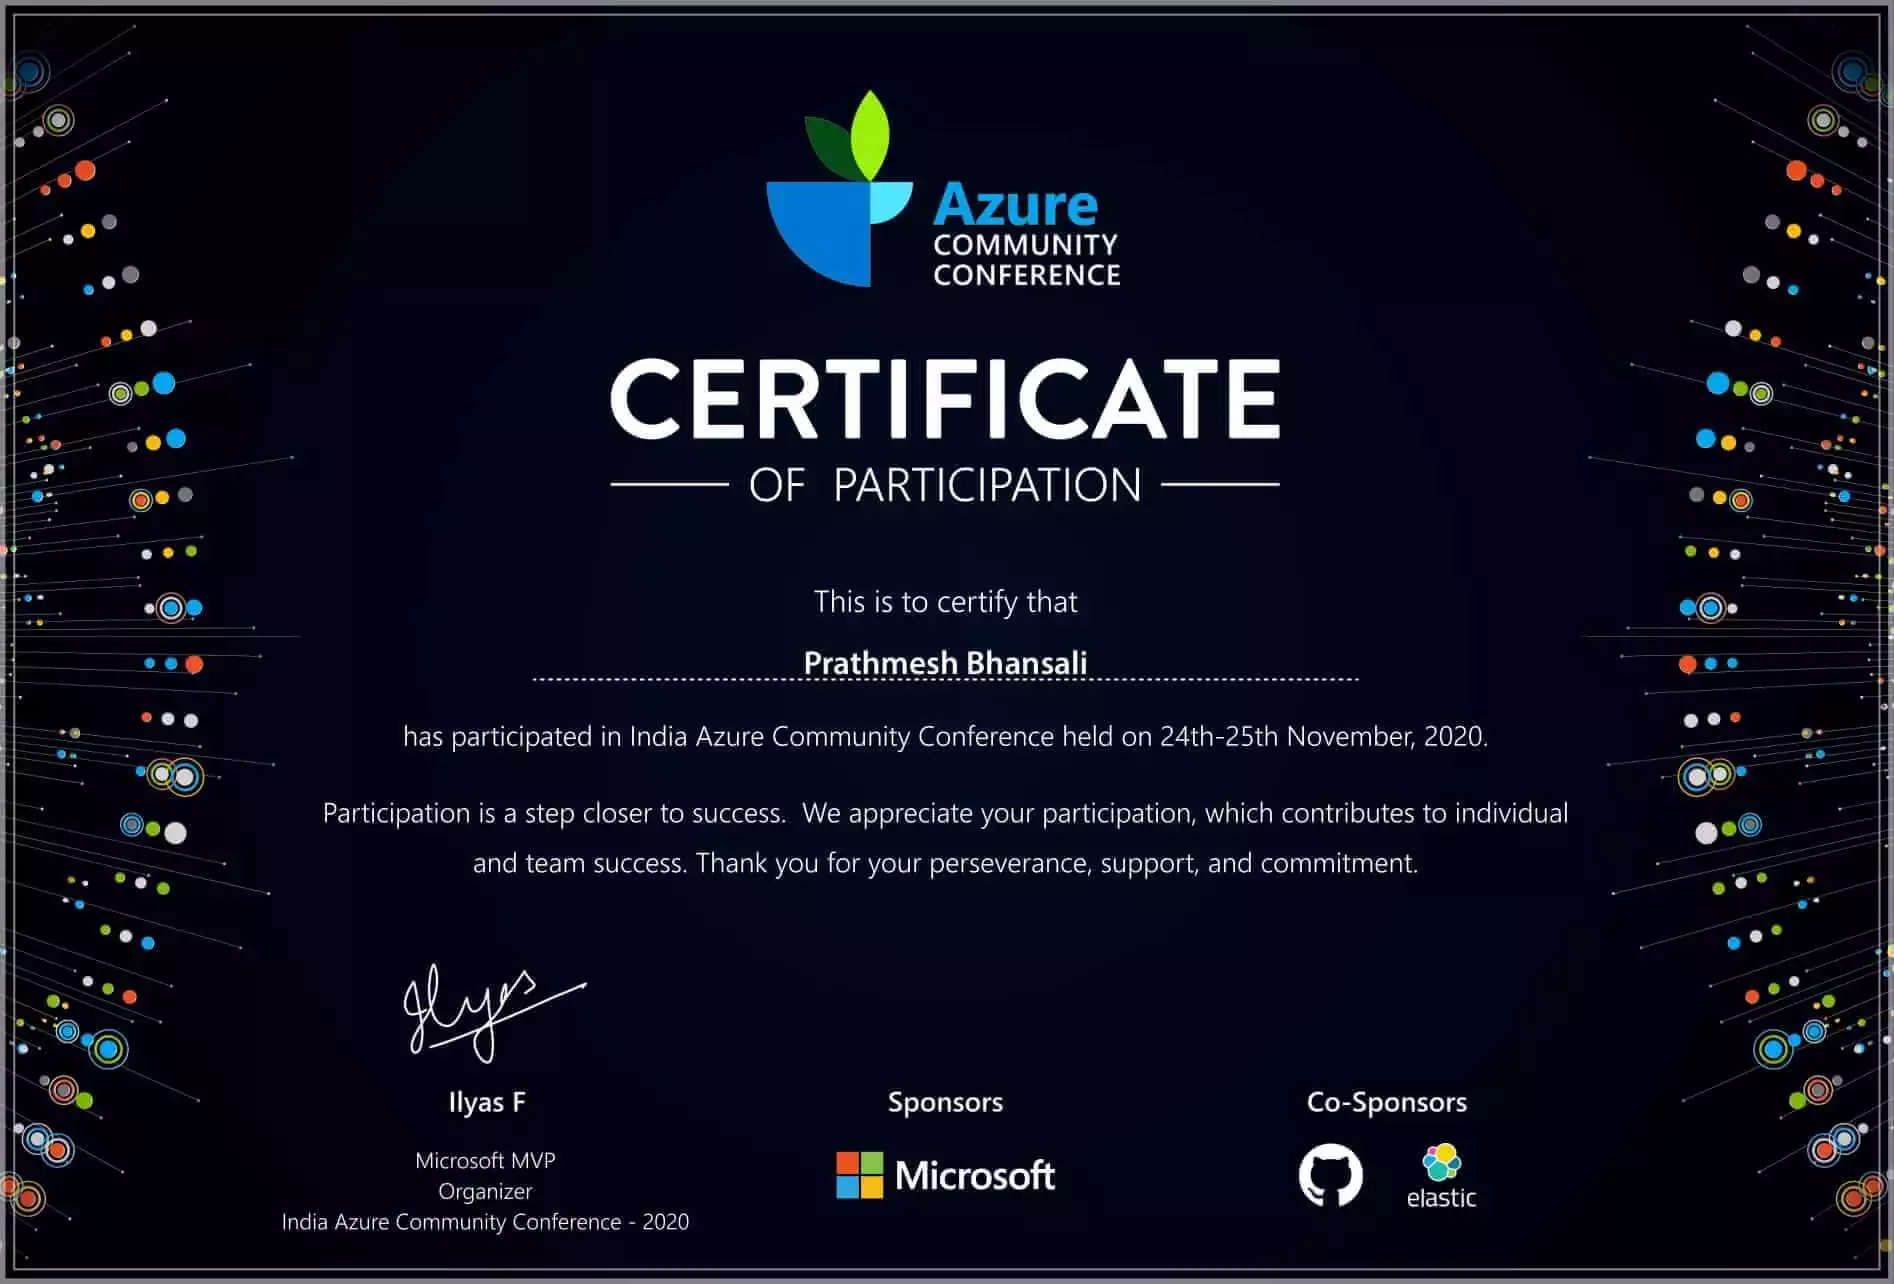 Azure
COMMUNITY
CONFERENCE
CERTIFICATE
OF PARTICIPATION
This is to certify that
Prathmesh Bhansali
has participated in India Azure Community Conference held on 24th-25th November, 2020.
Participation is a step closer to success. We appreciate your participation, which contributes to individual
and team success. Thank you for your perseverance, support, and commitment.
Ilyas
Ilyas F
Microsoft MVP
Organizer
India Azure Community Conference - 2020
Sponsors
Microsoft
Co-Sponsors
elastic